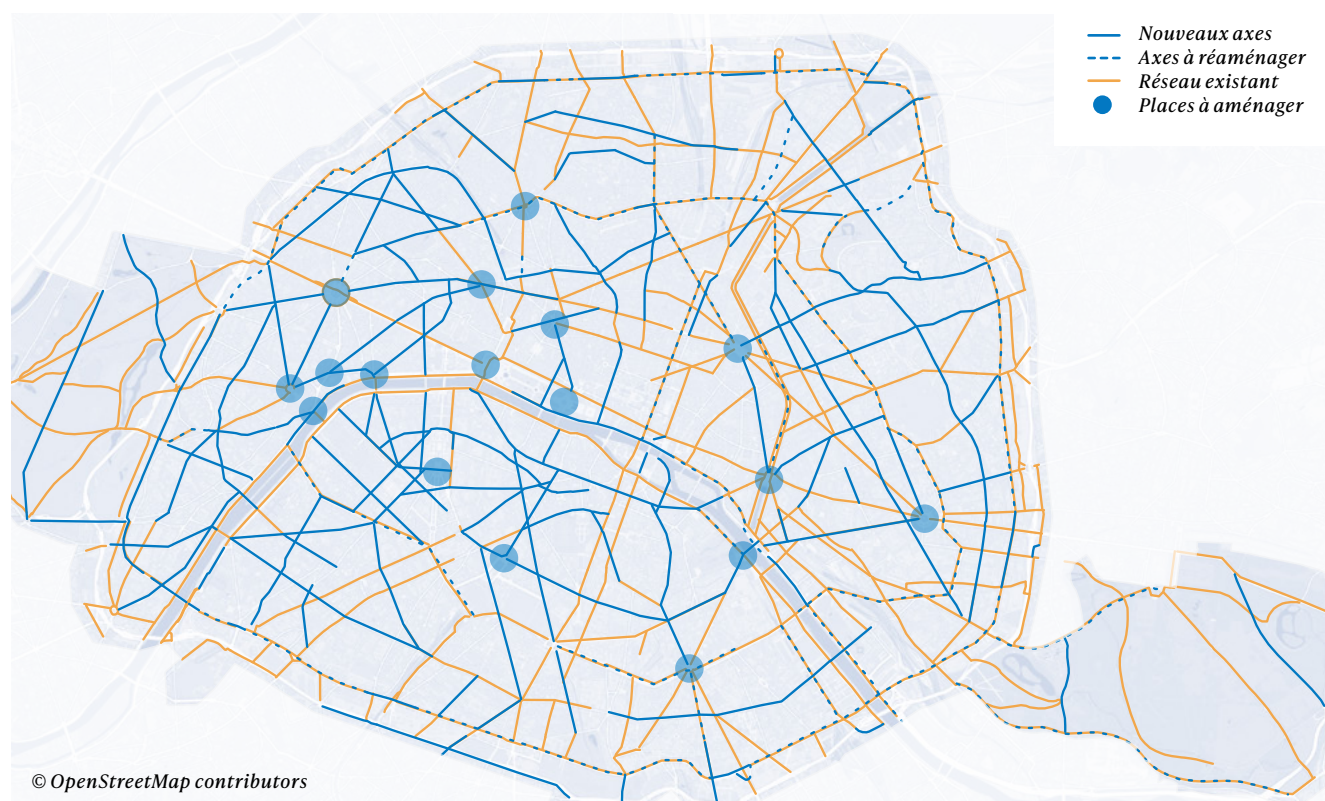 Nouveaux axes
Axes à réaménager
Réseau existant
Places à aménager
© OpenStreetMap contributors